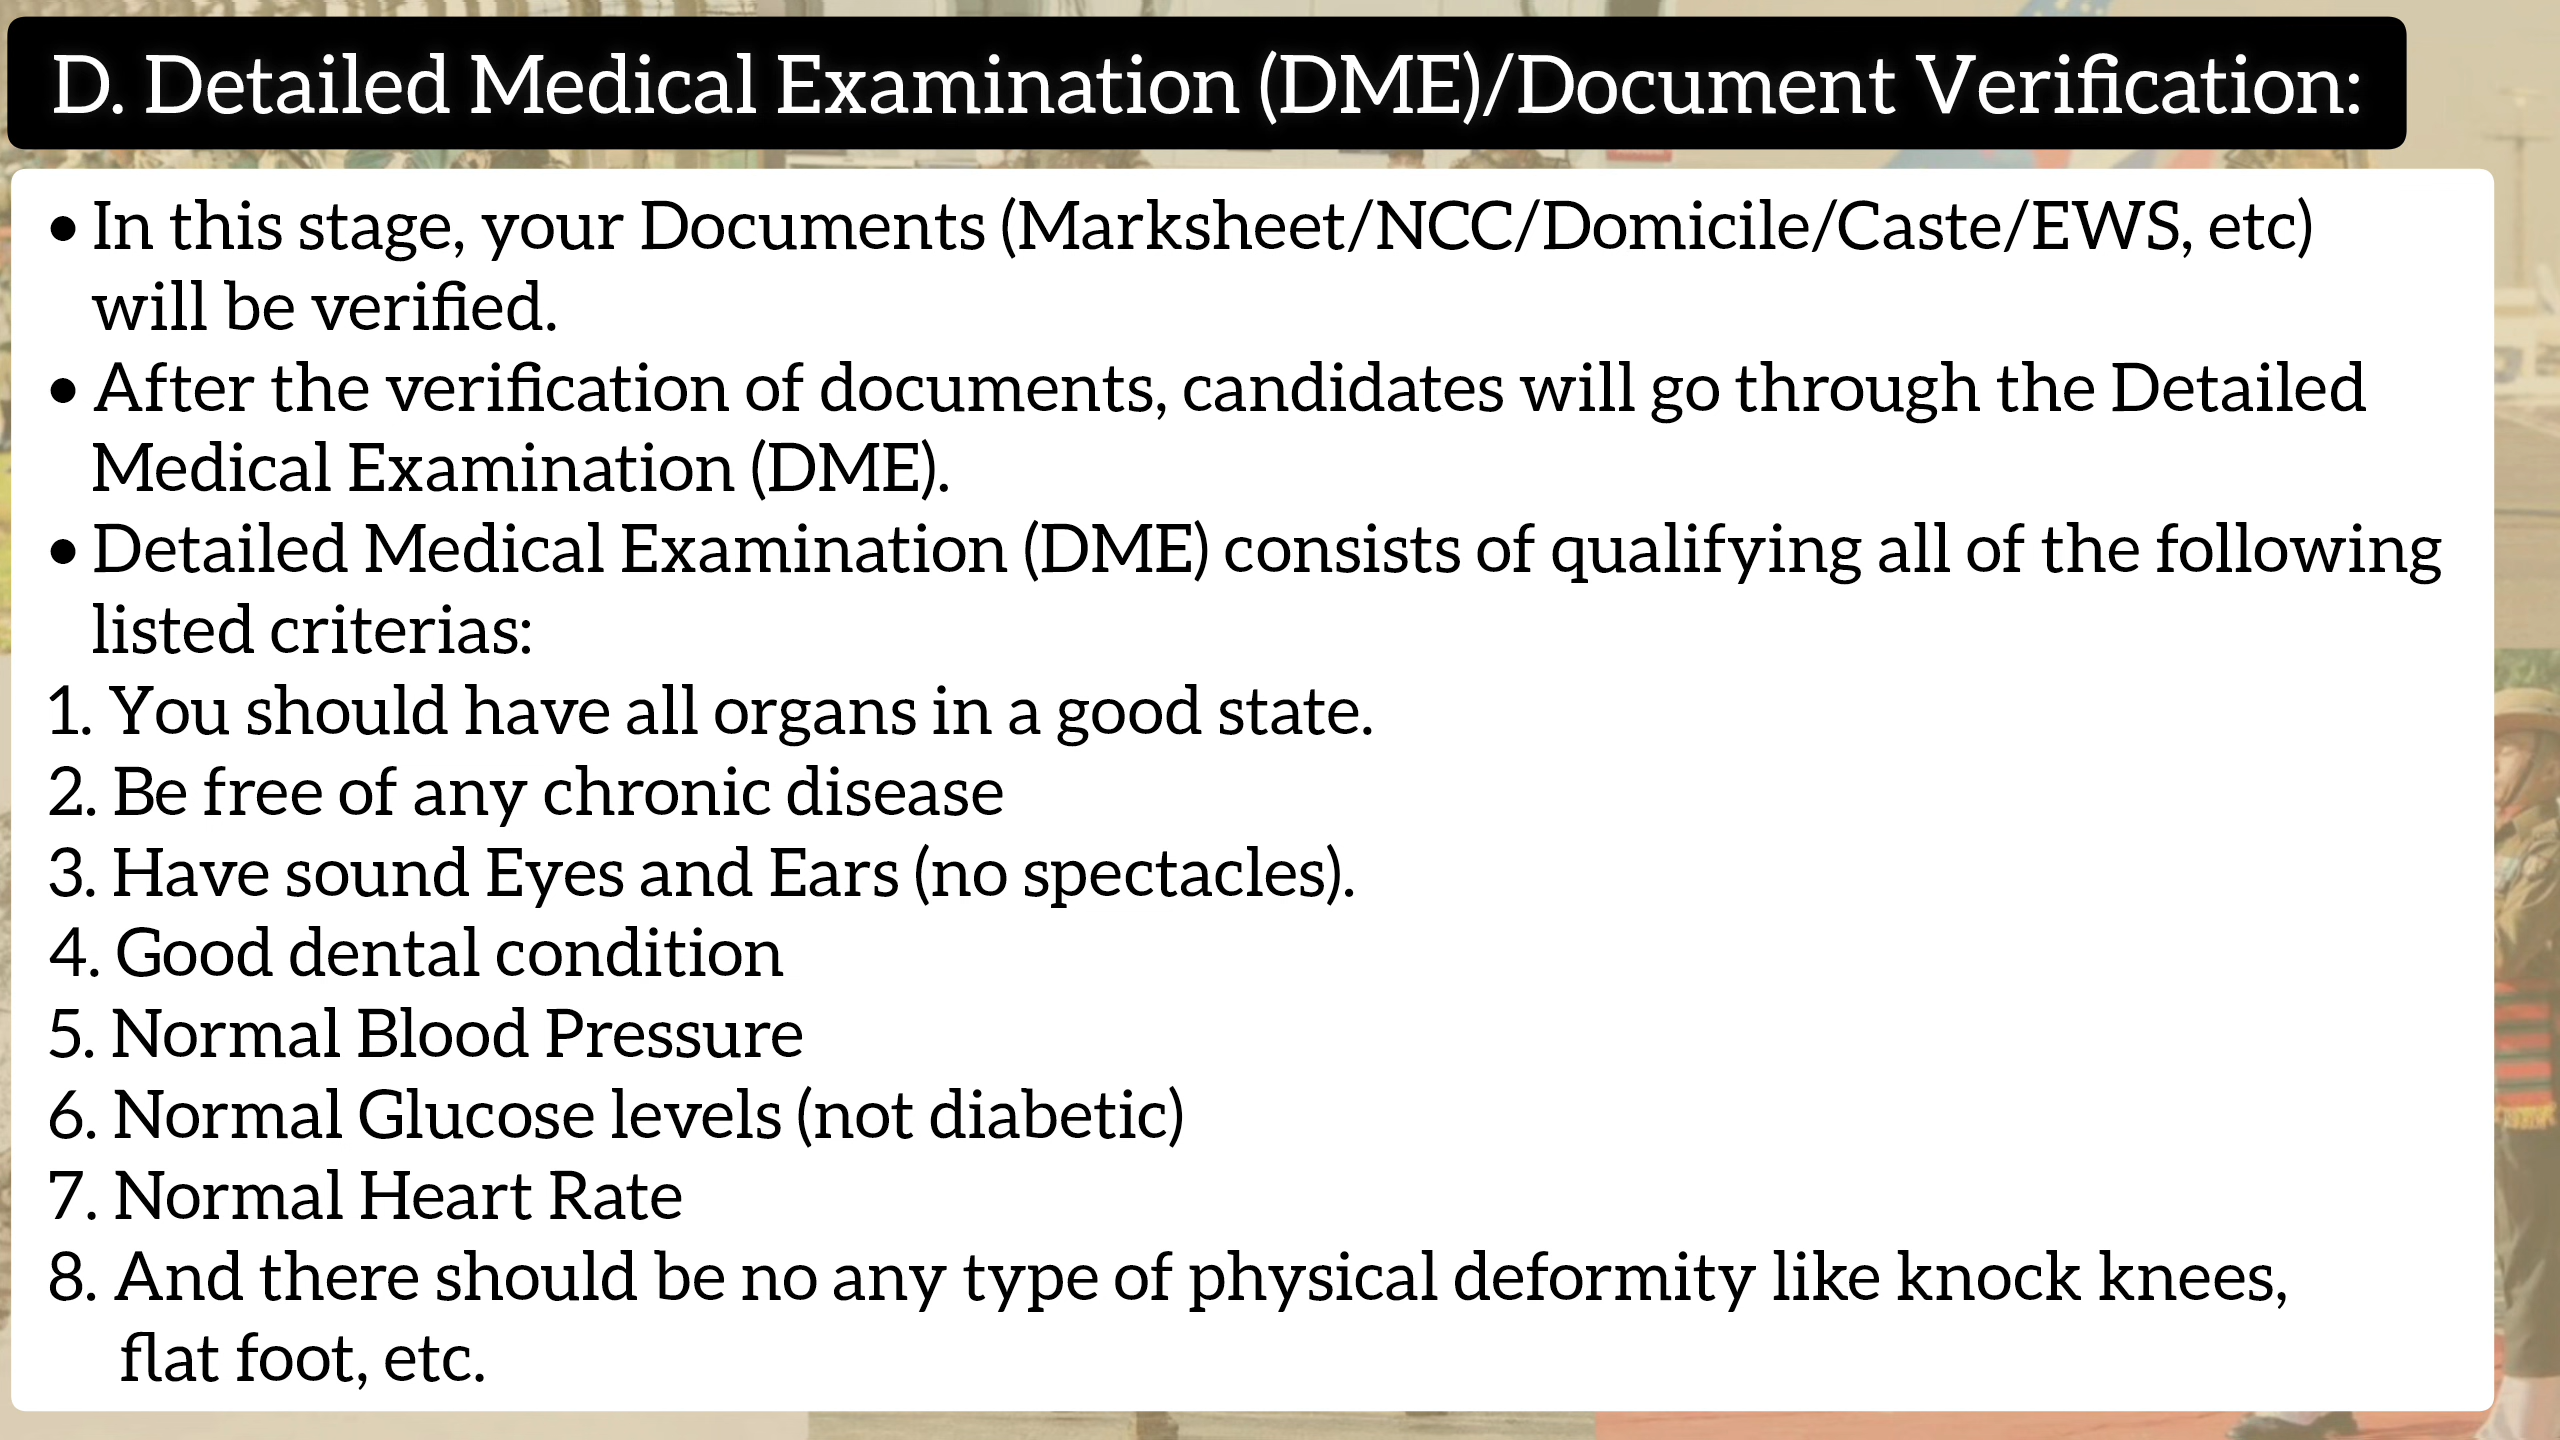 D. Detailed Medical Examination (DME)/Document Verification:
• In this stage, your Documents (Marksheet/NCC/Domicile/Caste/EWS, etc)
will be verified.
• After the verification of documents, candidates will go through the Detailed
Medical Examination (DME).
• Detailed Medical Examination (DME) consists of qualifying all of the following
listed criterias:
1. You should have all organs in a good state.
2. Be free of any chronic disease
3. Have sound Eyes and Ears (no spectacles).
4. Good dental condition
5. Normal Blood Pressure
6. Normal Glucose levels (not diabetic)
7. Normal Heart Rate
8. And there should be no any type of physical deformity like knock knees,
flat foot, etc.